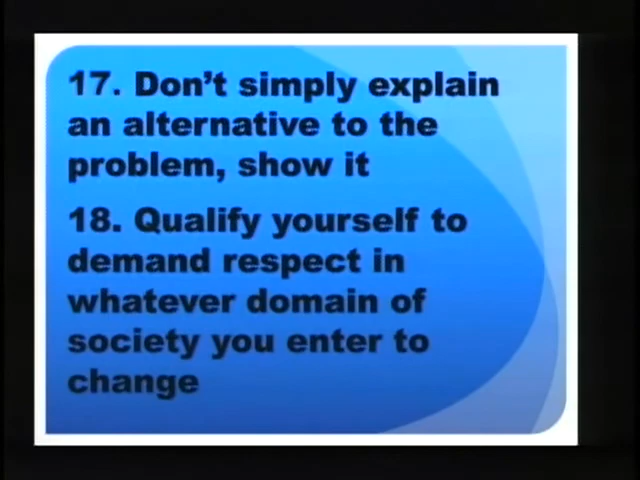 17. Don't simply explain
an alternative to the
problem, show it
18. Qualify yourself to
demand respect in
whatever domain of
society you enter to
change